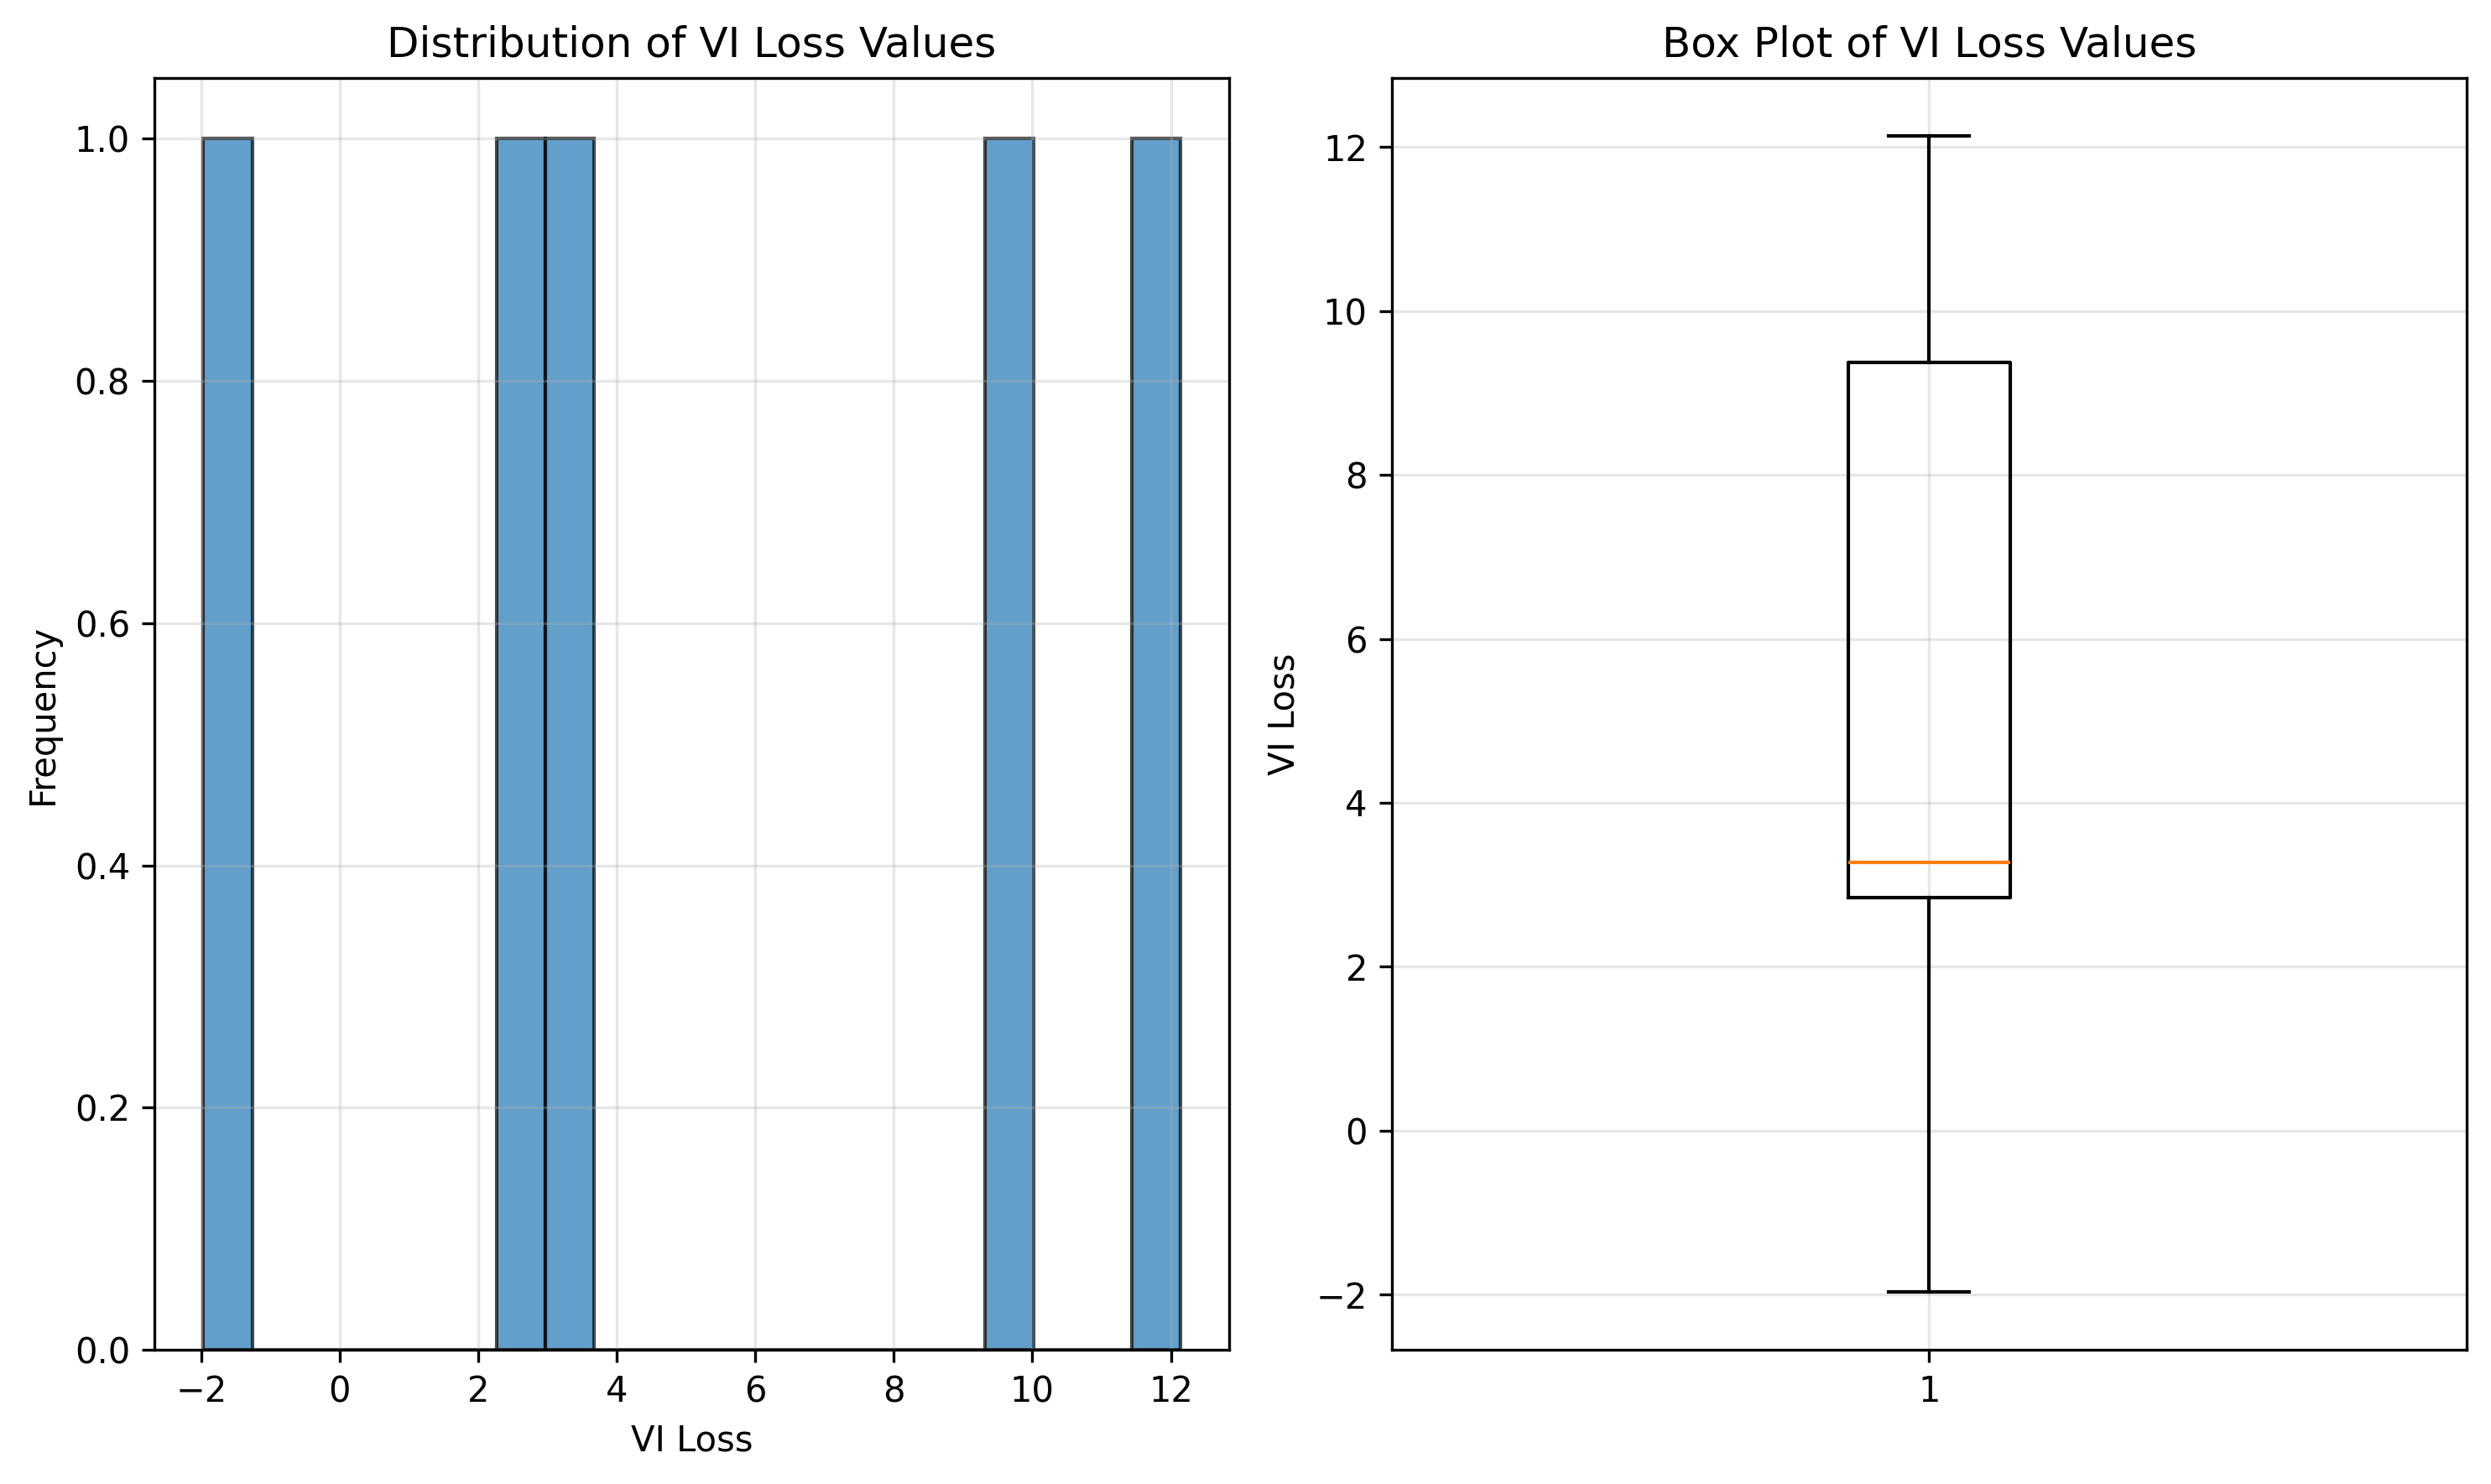 Distribution of VI Loss Values
1.0
0.8
0.6
0.4
0.2
0.0
Frequency
−2 0 2 4 6 8 10 12
VI Loss
Box Plot of VI Loss Values
12
10
8
6
4
2
0
−2
VI Loss
1